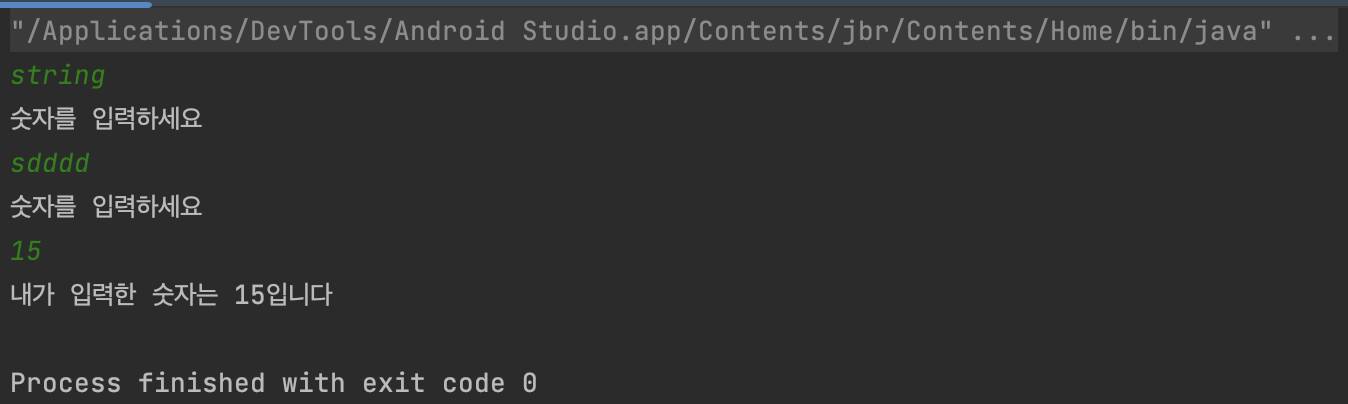 "/Applications/DevTools/Android Studio.app/Contents/jbr/Contents/Home/bin/java" ...
string
숫자를 입력하세요
sdddd
숫자를 입력하세요
15
내가 입력한 숫자는 15입니다
Process finished with exit code 0